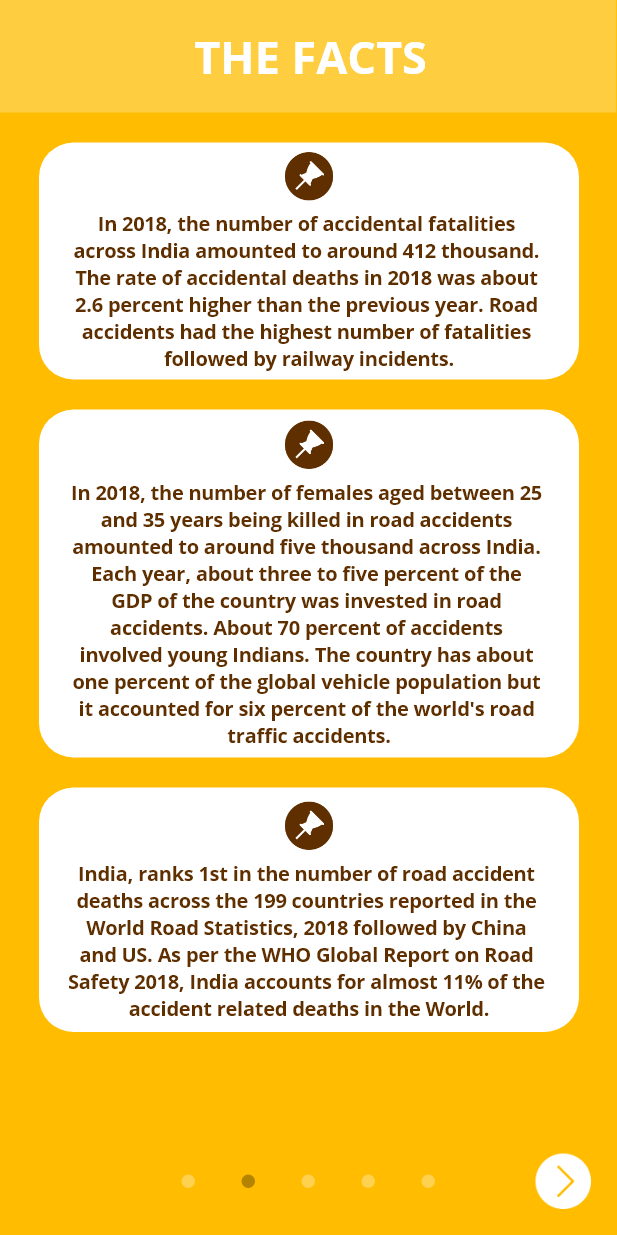 THE FACTS
In 2018, the number of accidental fatalities
across India amounted to around 412 thousand.
The rate of accidental deaths in 2018 was about
2.6 percent higher than the previous year. Road
accidents had the highest number of fatalities
followed by railway incidents.
In 2018, the number of females aged between 25
and 35 years being killed in road accidents
amounted to around five thousand across India.
Each year, about three to five percent of the
GDP of the country was invested in road
accidents. About 70 percent of accidents
involved young Indians. The country has about
one percent of the global vehicle population but
it accounted for six percent of the world's road
traffic accidents.
India, ranks 1st in the number of road accident
deaths across the 199 countries reported in the
World Road Statistics, 2018 followed by China
and US. As per the WHO Global Report on Road
Safety 2018, India accounts for almost 11% of the
accident related deaths in the World.